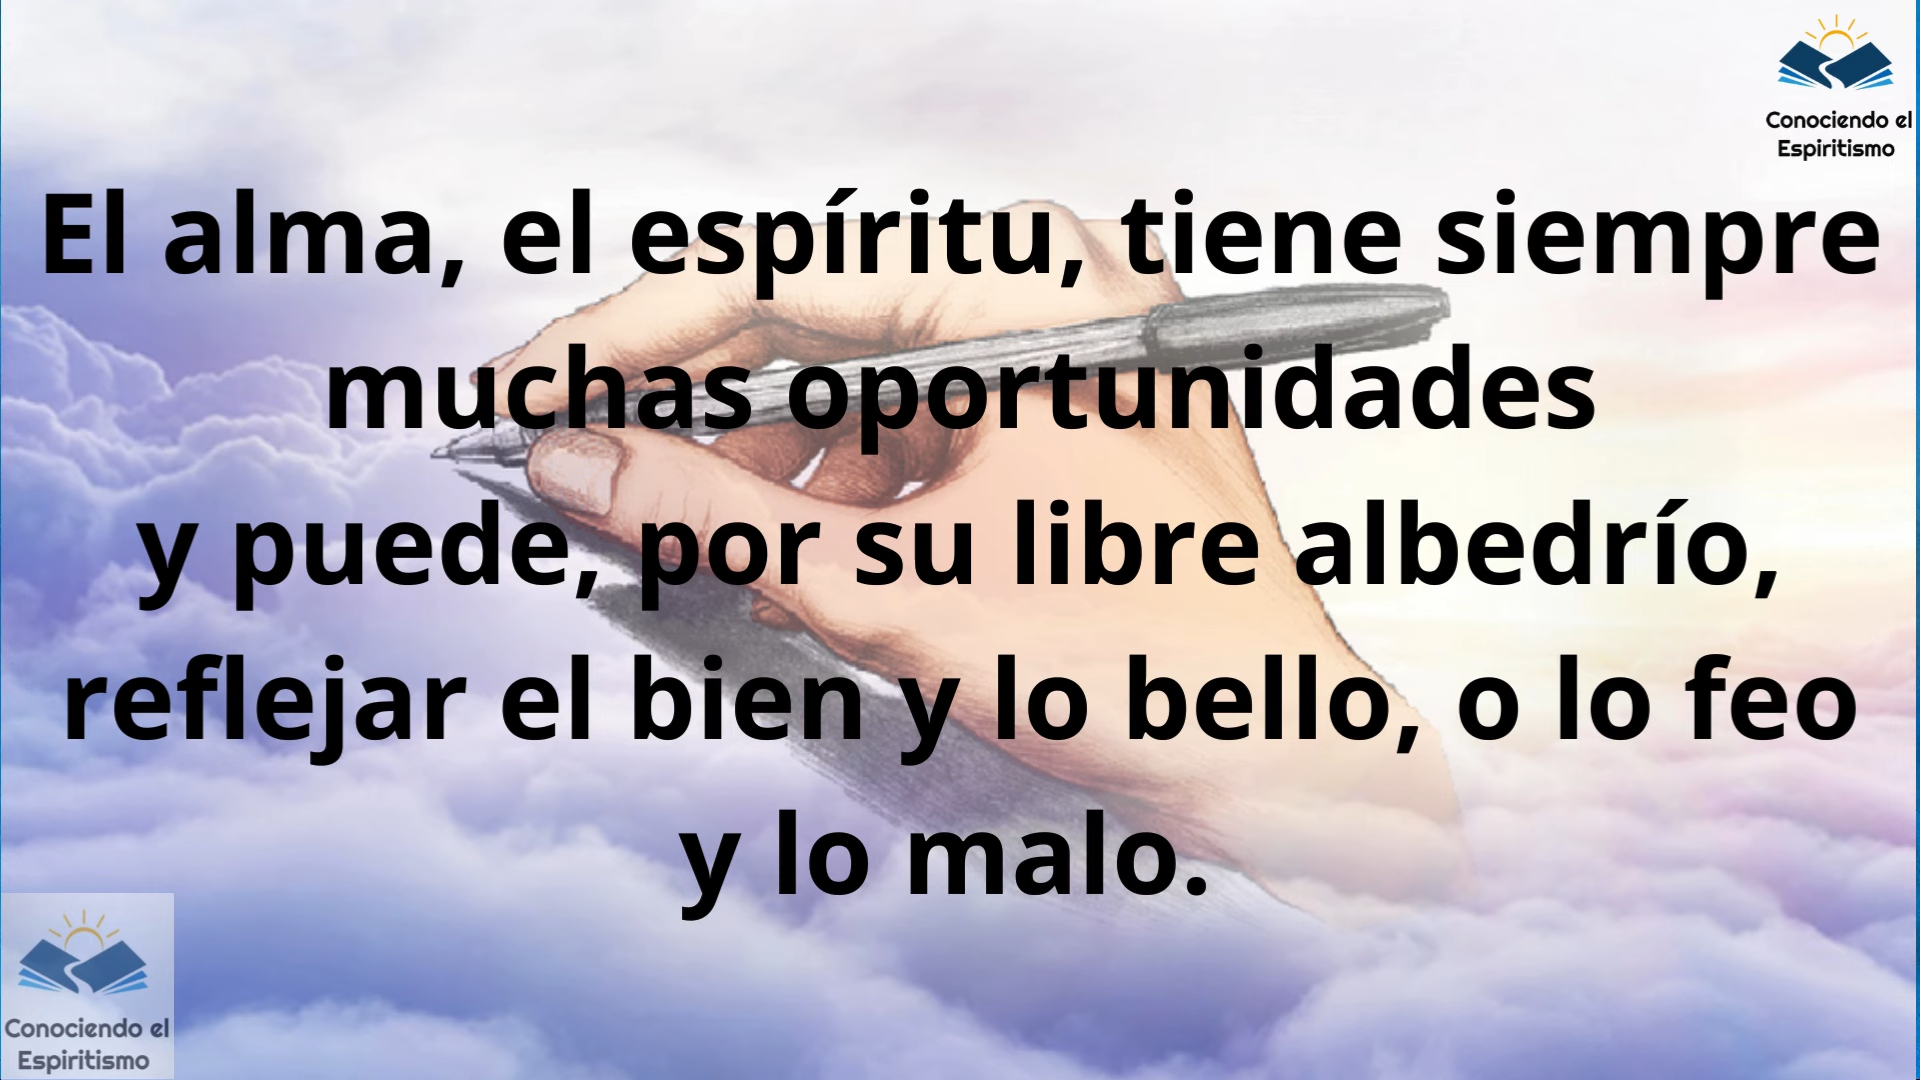 Conociendo el
Espiritismo
El alma, el espíritu, tiene siempre
muchas oportunidades
y puede, por su libre albedrío,
reflejar el bien y lo bello, o lo feo
y lo malo.
Conociendo el
Espiritismo